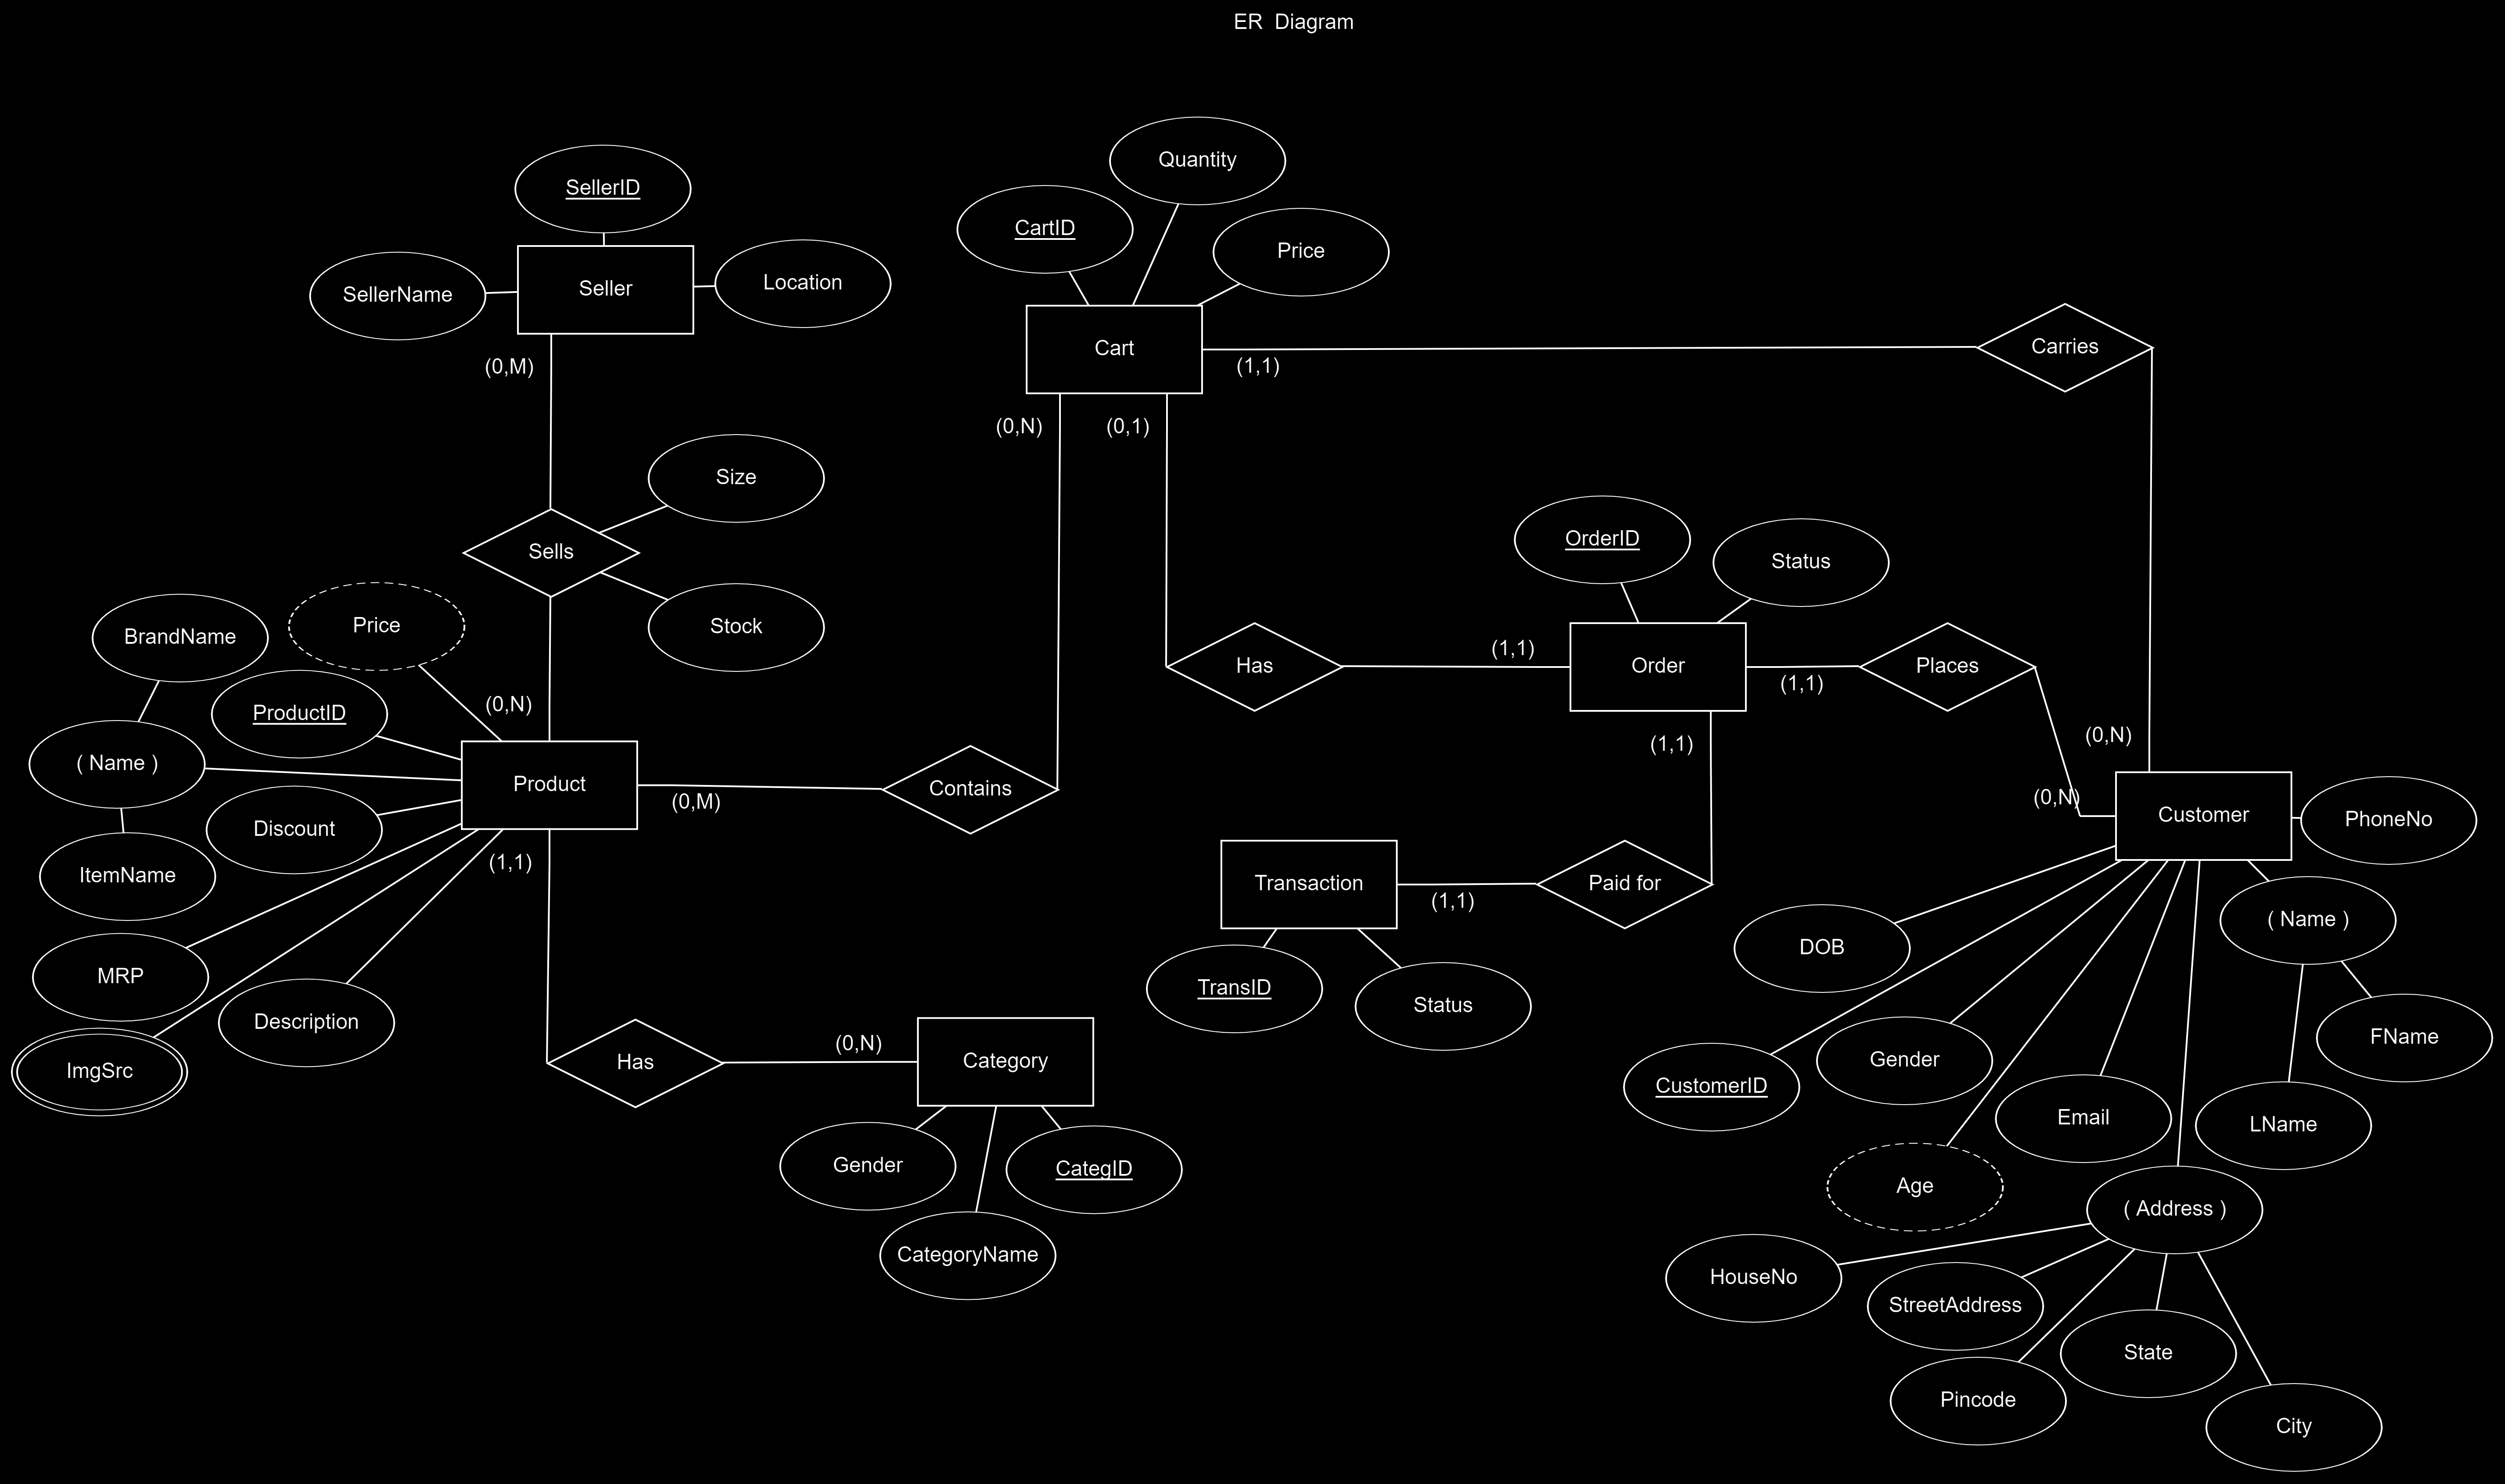 ER  Diagram
Quantity
SellerID
CartID
Price
Location
SellerName
Seller
Cart
Carries
(0,M)
(1,1)
(0,N)
(0,1)
Size
OrderID
Sells
Status
Price
Stock
BrandName
(1,1)
Has
Order
Places
(1,1)
(0,N)
ProductID
(0,N)
(1,1)
( Name )
Product
Contains
(0,M)
(0,N)
Customer
PhoneNo
Discount
(1,1)
ItemName
Transaction
Paid for
(1,1)
( Name )
DOB
MRP
TransID
Status
Description
FName
(0,N)
Has
Category
Gender
ImgSrc
CustomerID
Email
LName
Gender
CategID
Age
( Address )
CategoryName
HouseNo
StreetAddress
State
Pincode
City